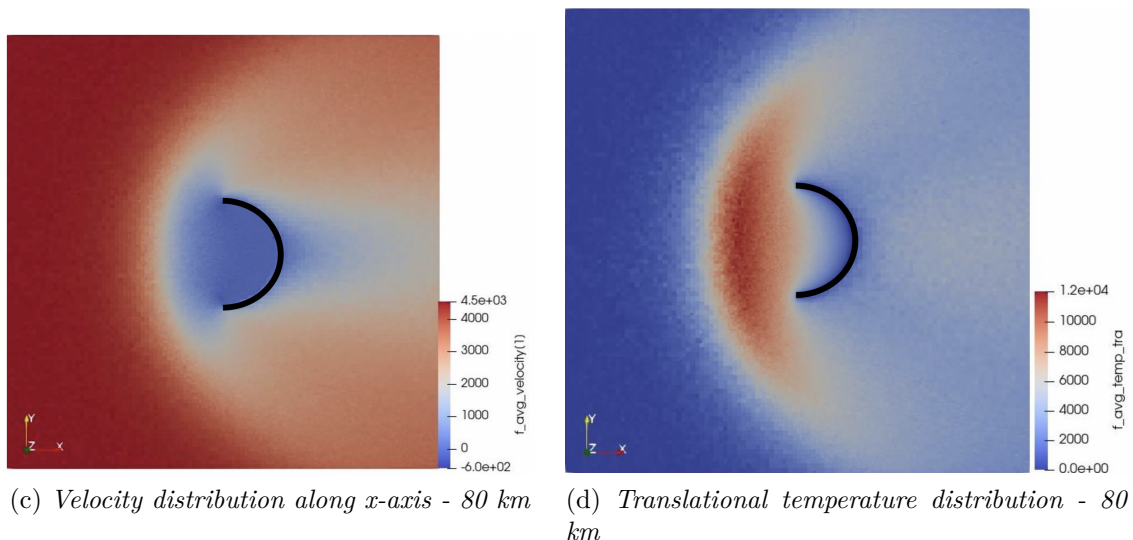 4.5e+03
4000
3000
2000
1000
0
-6.0e+02
f_avg_velocity(1)
Y
Z
X
1.2e+04
10000
8000
6000
4000
2000
0.0e+00
f_avg_temp_tra
Y
Z
X
(c) Velocity distribution along x-axis - 80 km
(d) Translational temperature distribution - 80
km